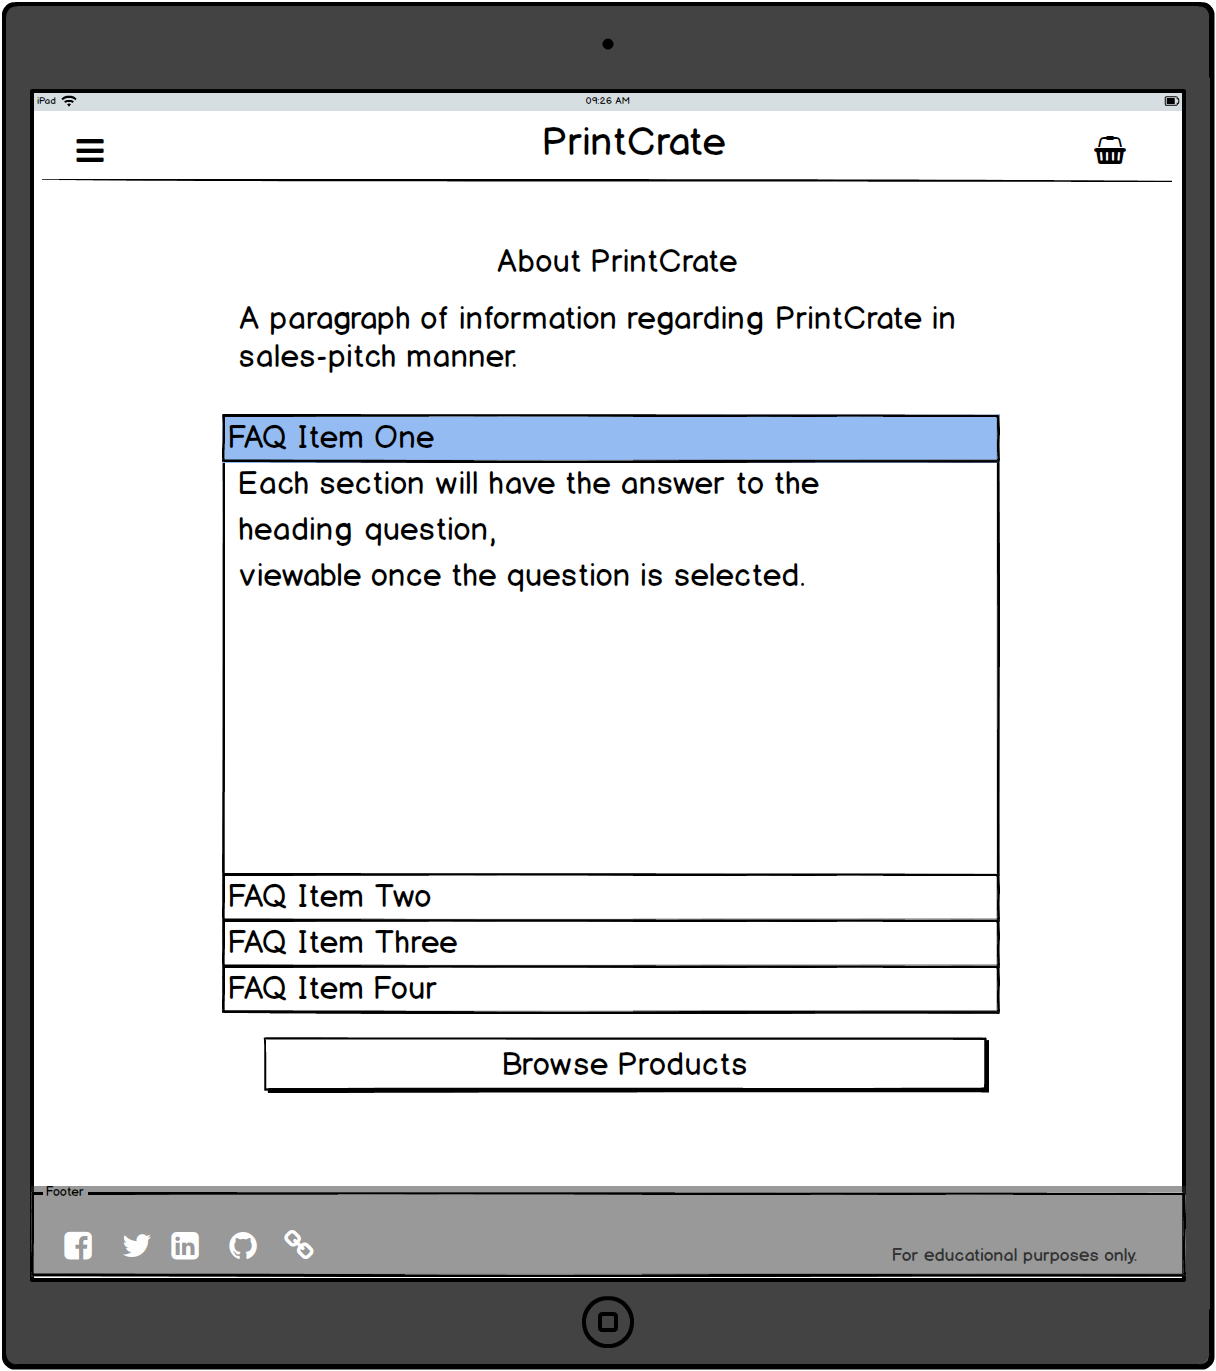 iPad
09:26 AM
PrintCrate
About PrintCrate
A paragraph of information regarding PrintCrate in
sales-pitch manner.
FAQ Item One
Each section will have the answer to the
heading question,
viewable once the question is selected.
FAQ Item Two
FAQ Item Three
FAQ Item Four
Browse Products
Footer
For educational purposes only.